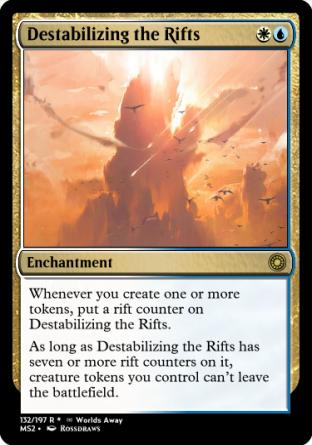 Destabilizing the Rifts
Enchantment
Whenever you create one or more
tokens, put a rift counter on
Destabilizing the Rifts.
As long as Destabilizing the Rifts has
seven or more rift counters on it,
creature tokens you control can't leave
the battlefield.
132/197 R * Worlds Away
MS2 • Rossdraws